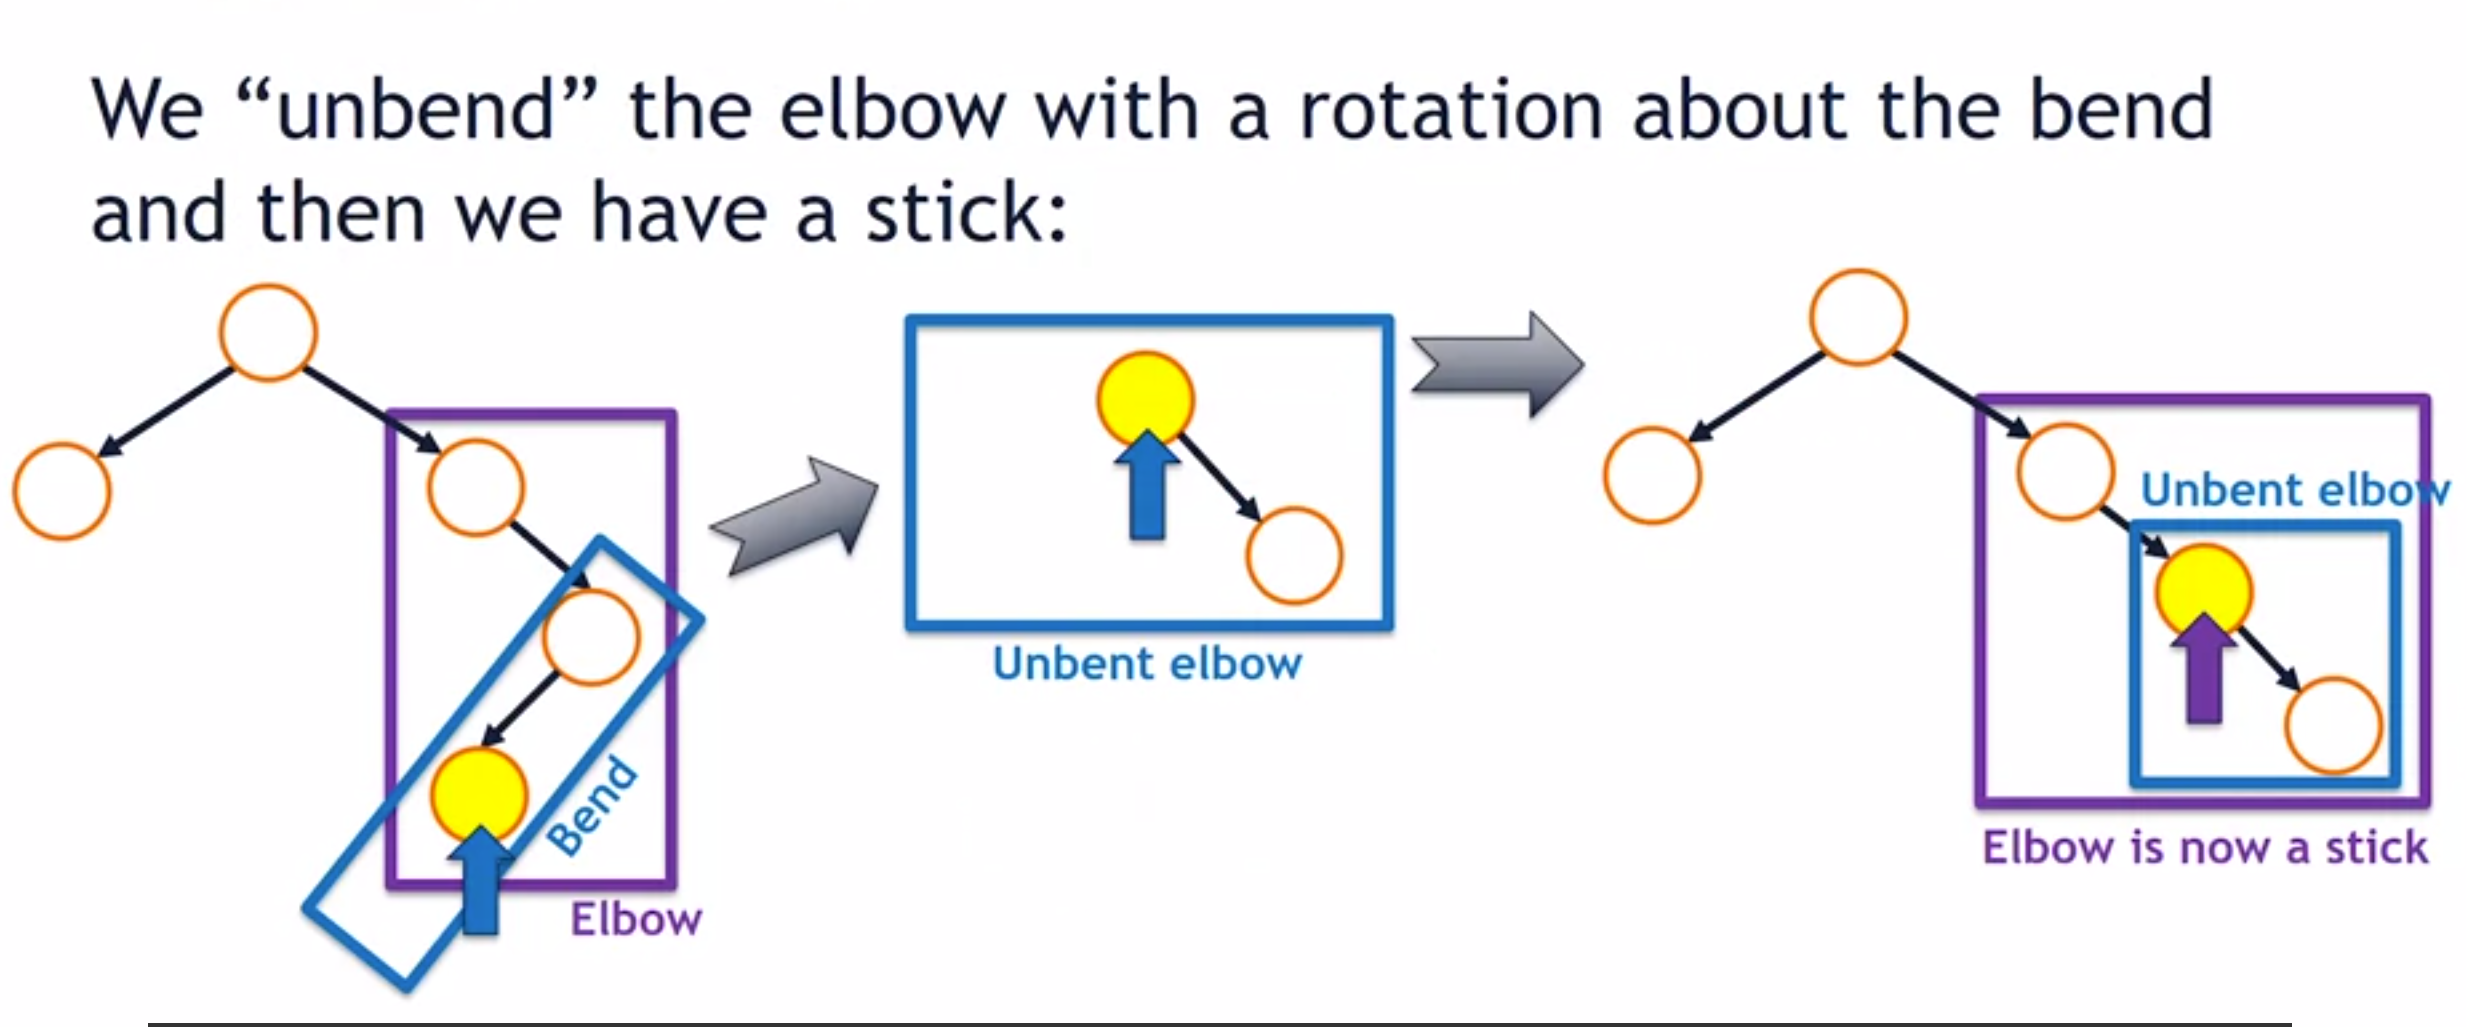 We “unbend” the elbow with a rotation about the bend
and then we have a stick:
Bend
Elbow
Unbent elbow
Unbent elbow
Elbow is now a stick